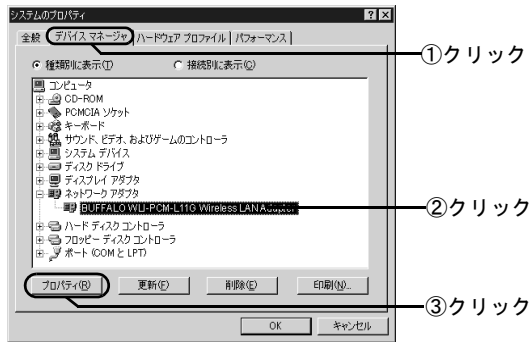 システムのプロパティ
全般 デバイス マネージャ ハードウェア プロファイル パフォーマンス
①クリック
種類別に表示(T) 接続別に表示(C)
コンピュータ
CD-ROM
PCMCIA ソケット
キーボード
サウンド、ビデオ、およびゲームのコントローラ
システム デバイス
ディスク ドライブ
ディスプレイ アダプタ
ネットワーク アダプタ
BUFFALO WLI-PCM-L11G Wireless LAN Adapter
②クリック
ハード ディスク コントローラ
フロッピー ディスク コントローラ
ポート (COM と LPT)
プロパティ(R) 更新(F) 削除(E) 印刷(N)...
③クリック
OK キャンセル